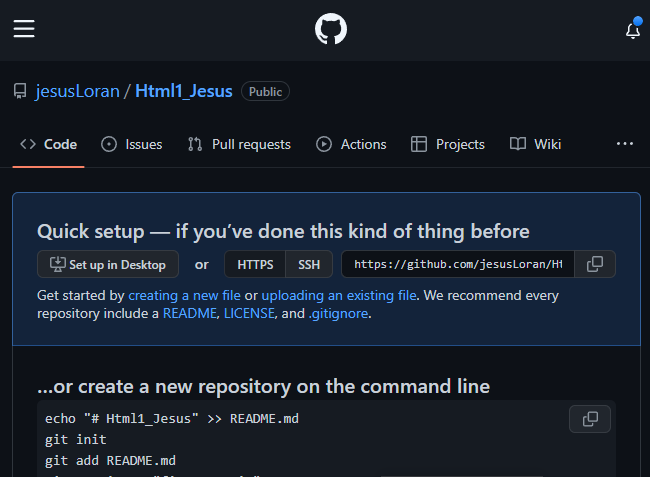 jesusLoran / Html1_Jesus Public
Code Issues Pull requests Actions Projects Wiki
Quick setup — if you’ve done this kind of thing before
Set up in Desktop or HTTPS SSH https://github.com/jesusLoran/H
Get started by creating a new file or uploading an existing file. We recommend every
repository include a README, LICENSE, and .gitignore.
…or create a new repository on the command line
echo "# Html1_Jesus" >> README.md
git init
git add README.md